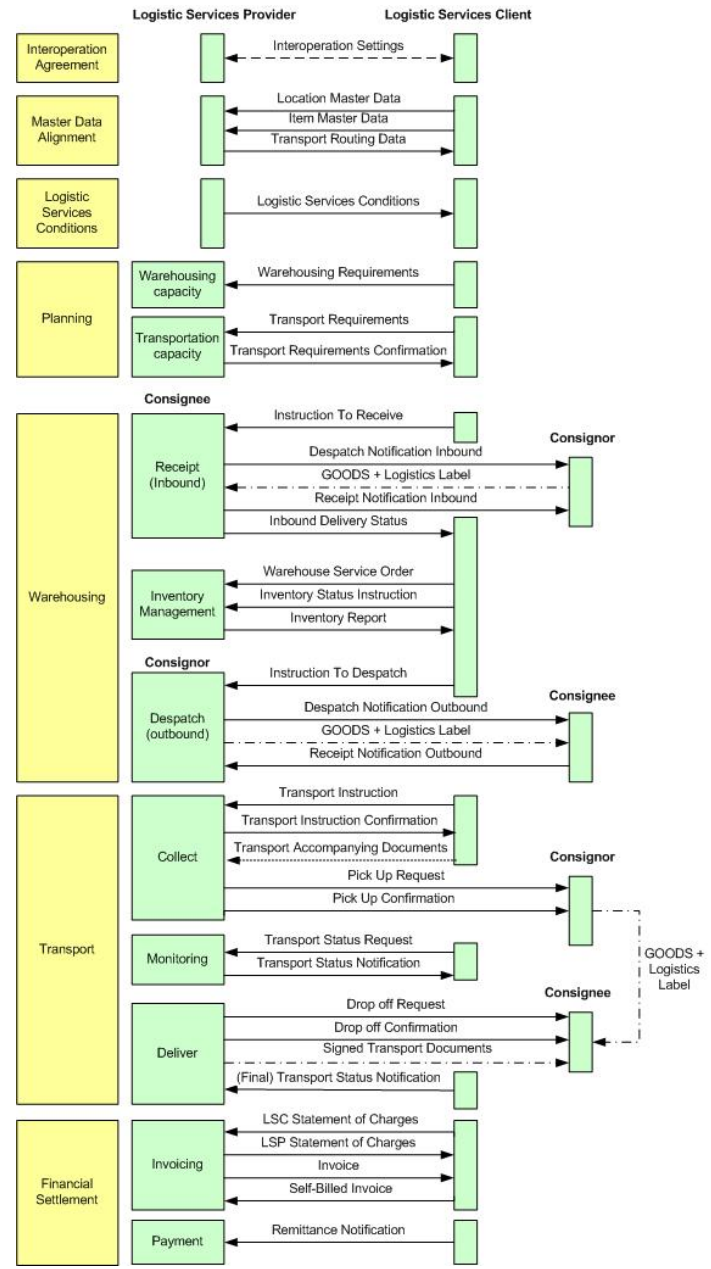 Logistic Services Provider
Logistic Services Client
Interoperation
Agreement
Interoperation Settings
Master Data
Alignment
Location Master Data
Item Master Data
Transport Routing Data
Logistic
Services
Conditions
Logistic Services Conditions
Planning
Warehousing
capacity
Warehousing Requirements
Transportation
capacity
Transport Requirements
Transport Requirements Confirmation
Warehousing
Consignee
Receipt
(Inbound)
Instruction To Receive
Consignor
Despatch Notification Inbound
GOODS + Logistics Label
Receipt Notification Inbound
Inbound Delivery Status
Inventory
Management
Warehouse Service Order
Inventory Status Instruction
Inventory Report
Consignor
Despatch
(outbound)
Instruction To Despatch
Consignee
Despatch Notification Outbound
GOODS + Logistics Label
Receipt Notification Outbound
Transport
Collect
Transport Instruction
Transport Instruction Confirmation
Transport Accompanying Documents
Consignor
Pick Up Request
Pick Up Confirmation
Monitoring
Transport Status Request
Transport Status Notification
GOODS +
Logistics
Label
Consignee
Deliver
Drop off Request
Drop off Confirmation
Signed Transport Documents
(Final) Transport Status Notification
Financial
Settlement
Invoicing
LSC Statement of Charges
LSP Statement of Charges
Invoice
Self-Billed Invoice
Payment
Remittance Notification